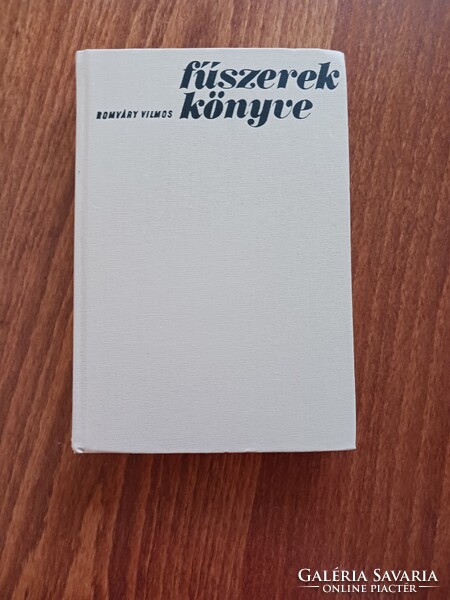 fűszerek
ROMVÁRY VILMOS könyve
GALÉRIA SAVARIA
ONLINE PIACTÉR